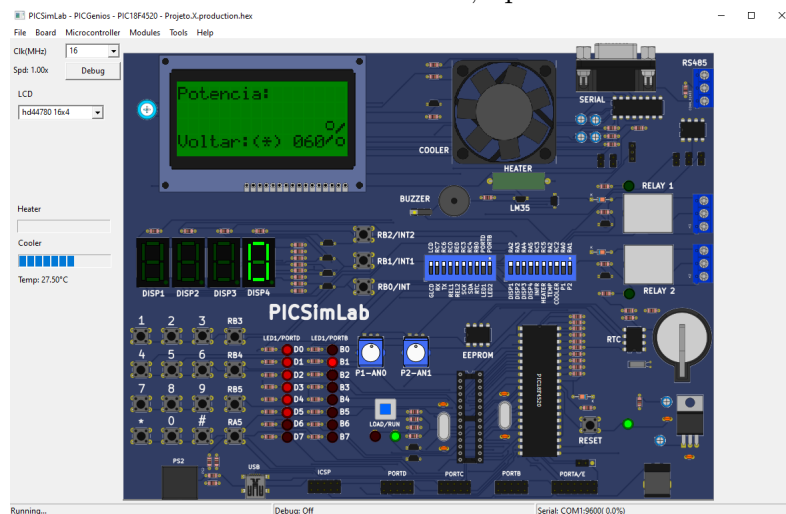 PICSimLab - PICGenios - PIC18F4520 - Projeto.X.production.hex
File Board Microcontroller Modules Tools Help
Clk(MHz) 16
Spd: 1.00x Debug
LCD
hd44780 16x4
Heater
Cooler
Temp: 27.50°C
Potencia:
Voltar:(*) 060%
COOLER
HEATER
BUZZER
LM35
SERIAL
RS485
RELAY 1
RELAY 2
DISP1 DISP2 DISP3 DISP4
RB2/INT2
RB1/INT1
RB0/INT
PICSimLab
1 2 3 RB3
4 5 6 RB4
7 8 9 RB5
* 0 # RA5
LED1/PORTD LED1/PORTB
D0 B0
D1 B1
D2 B2
D3 B3
D4 B4
D5 B5
D6 B6
D7 B7
P1-AN0 P2-AN1
LOAD/RUN
EEPROM
PIC18F4520
RTC
RESET
PS2
USB
ICSP
PORTD
PORTC
PORTB
PORTA/E
Running...
Debug: Off
Serial: COM1:9600( 0.0%)